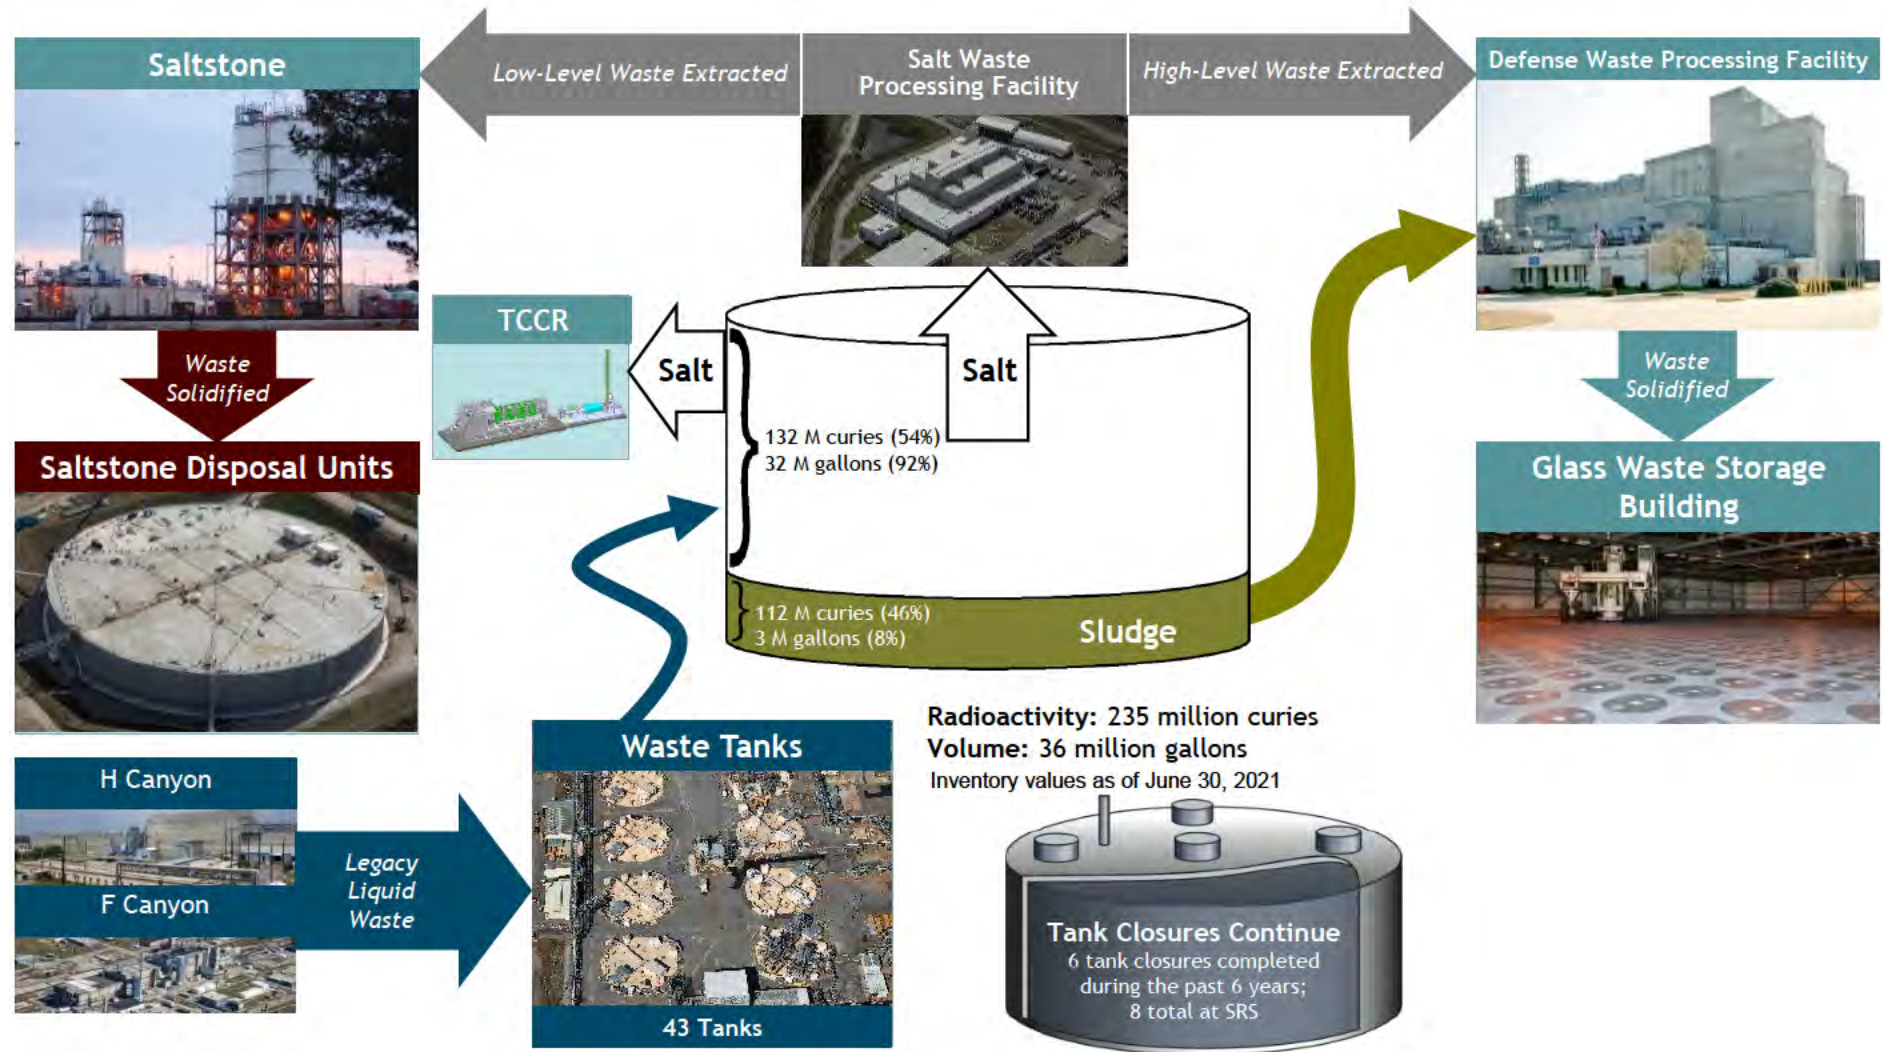 Saltstone
Low-Level Waste Extracted
Salt Waste
Processing Facility
High-Level Waste Extracted
Defense Waste Processing Facility
TCCR
Salt
Salt
Waste
Solidified
Waste
Solidified
132 M curies (54%)
32 M gallons (92%)
Saltstone Disposal Units
Glass Waste Storage
Building
112 M curies (46%)
3 M gallons (8%)
Sludge
Radioactivity: 235 million curies
Volume: 36 million gallons
Inventory values as of June 30, 2021
Waste Tanks
H Canyon
F Canyon
Legacy
Liquid
Waste
43 Tanks
Tank Closures Continue
6 tank closures completed
during the past 6 years;
8 total at SRS